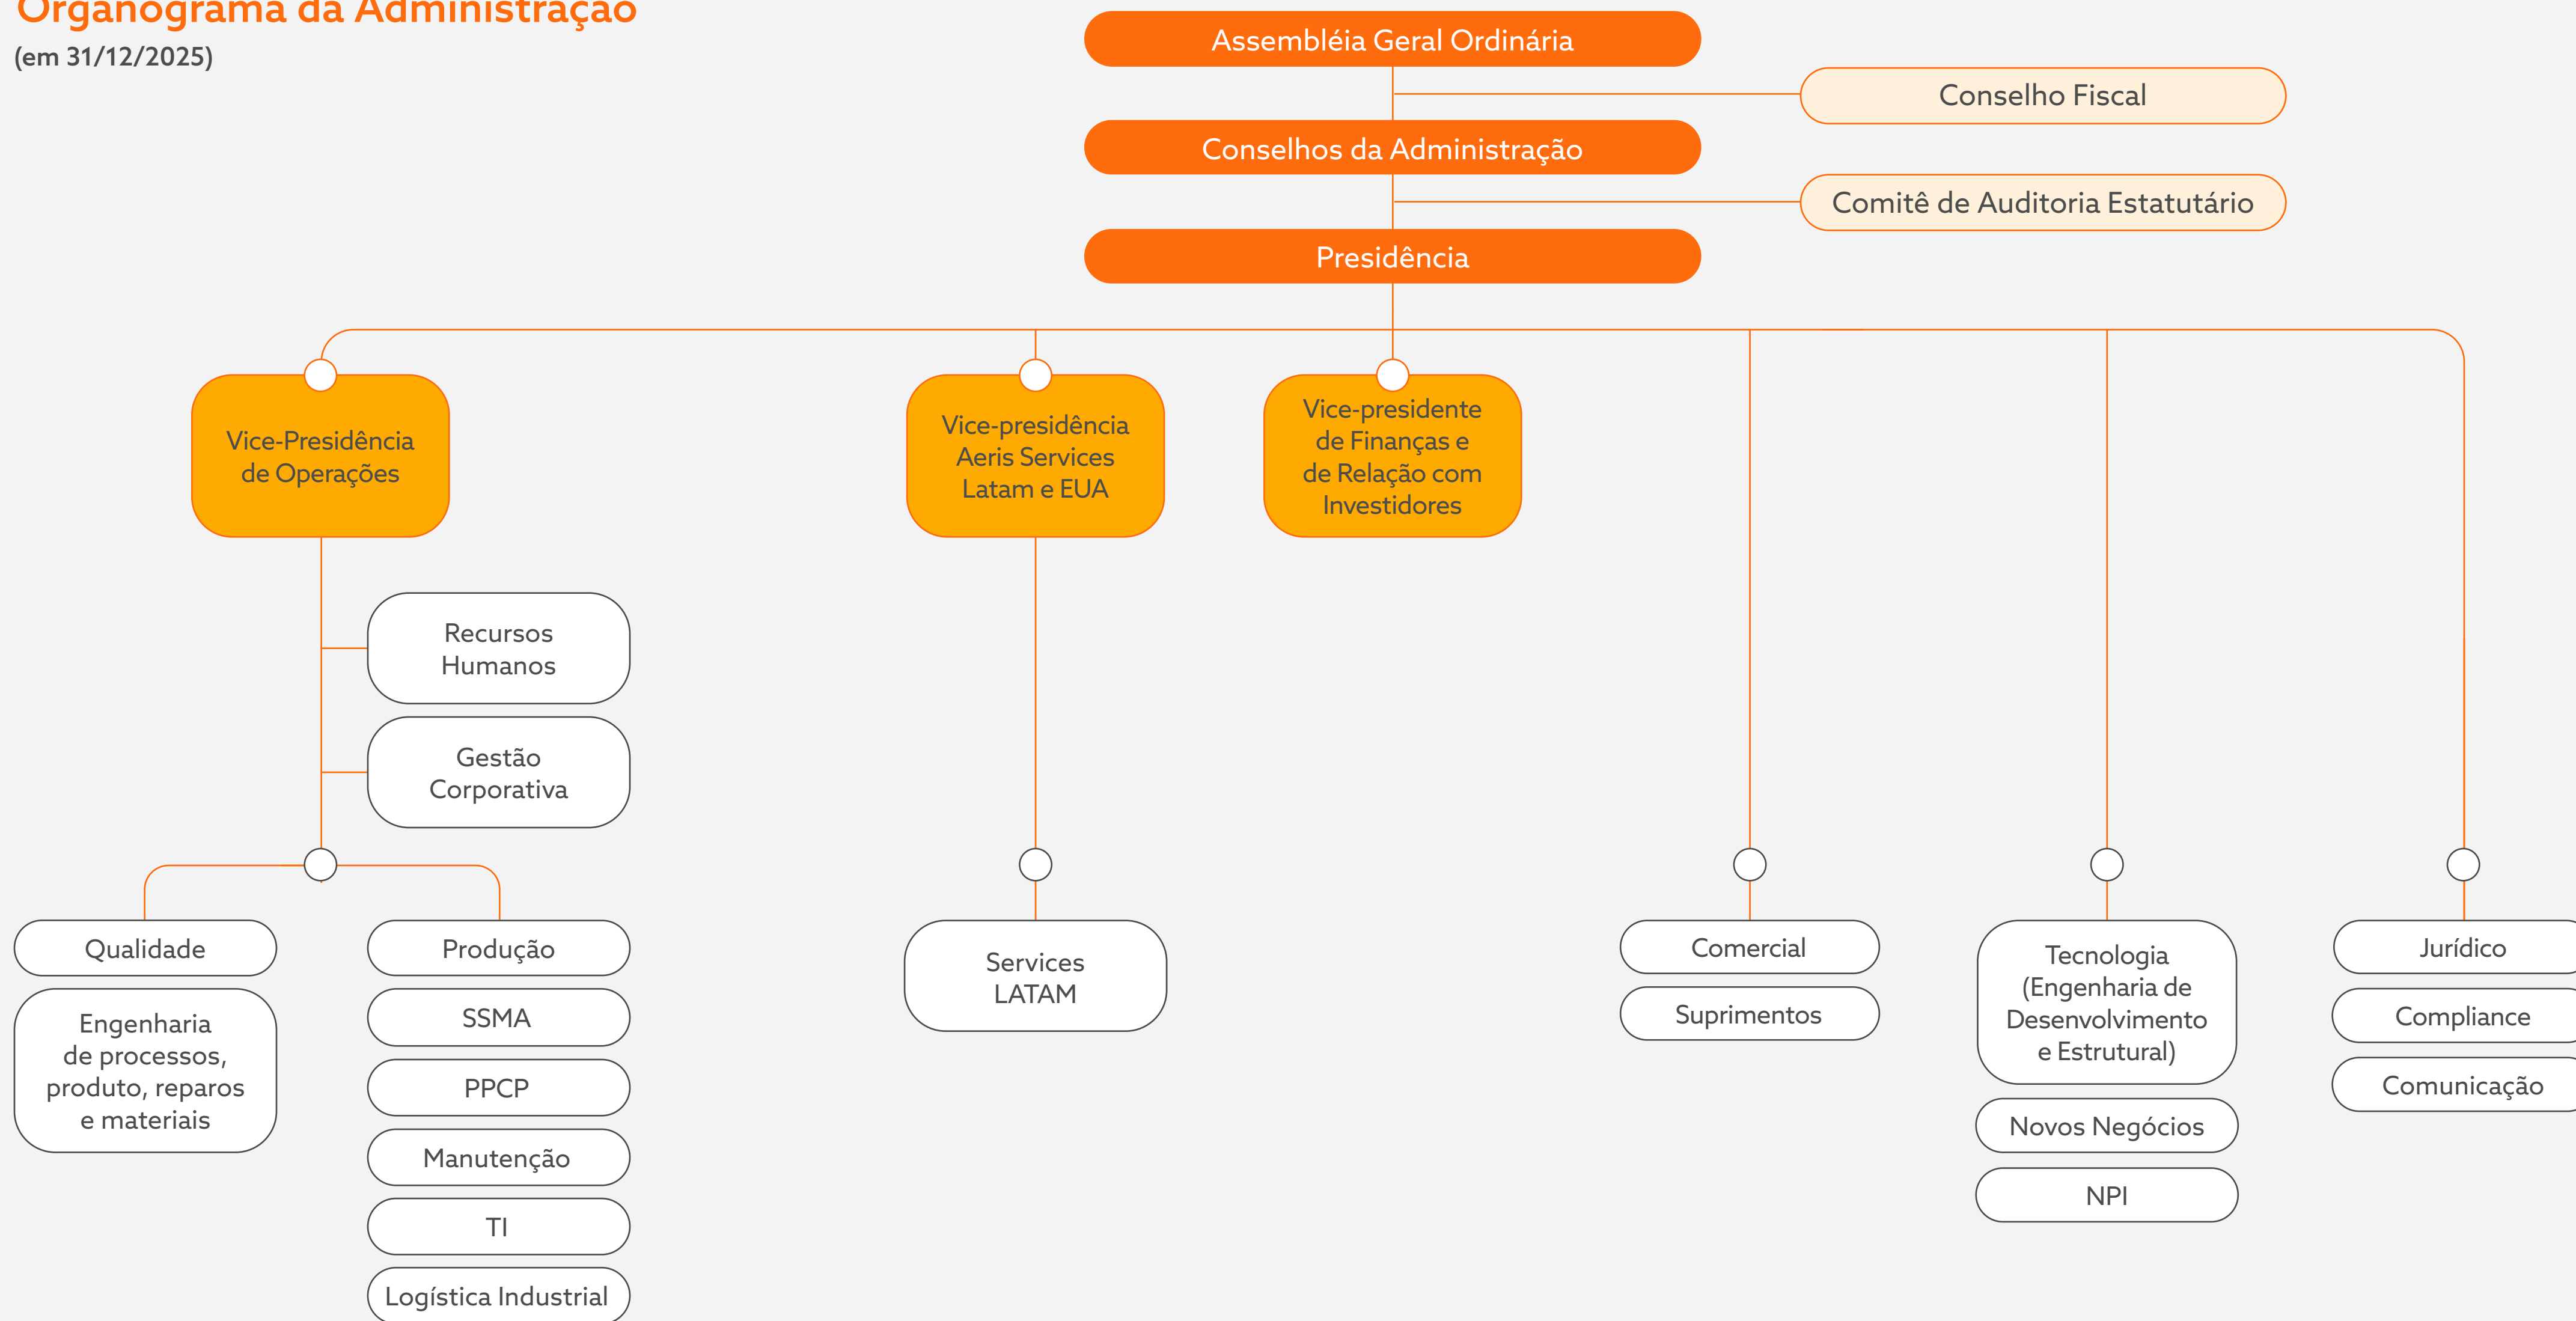 Organograma da Administração
(em 31/12/2025)
Assembléia Geral Ordinária
Conselho Fiscal
Conselhos da Administração
Comitê de Auditoria Estatutário
Presidência
Vice-Presidência
de Operações
Vice-presidência
Aeris Services
Latam e EUA
Vice-presidente
de Finanças e
de Relação com
Investidores
Recursos
Humanos
Gestão
Corporativa
Qualidade
Engenharia
de processos,
produto, reparos
e materiais
Produção
SSMA
PPCP
Manutenção
TI
Logística Industrial
Services
LATAM
Comercial
Suprimentos
Tecnologia
(Engenharia de
Desenvolvimento
e Estrutural)
Novos Negócios
NPI
Jurídico
Compliance
Comunicação